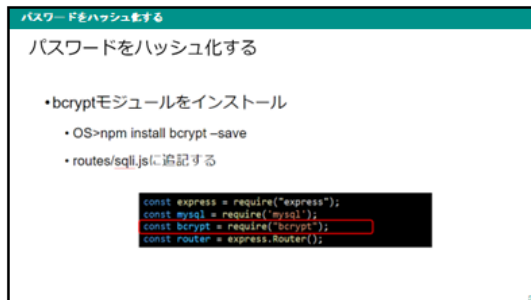 パスワードをハッシュ化する
パスワードをハッシュ化する
•bcryptモジュールをインストール
• OS>npm install bcrypt –save
• routes/sqli.jsに追記する
const express = require("express");
const mysql = require('mysql');
const bcrypt = require("bcrypt");
const router = express.Router();